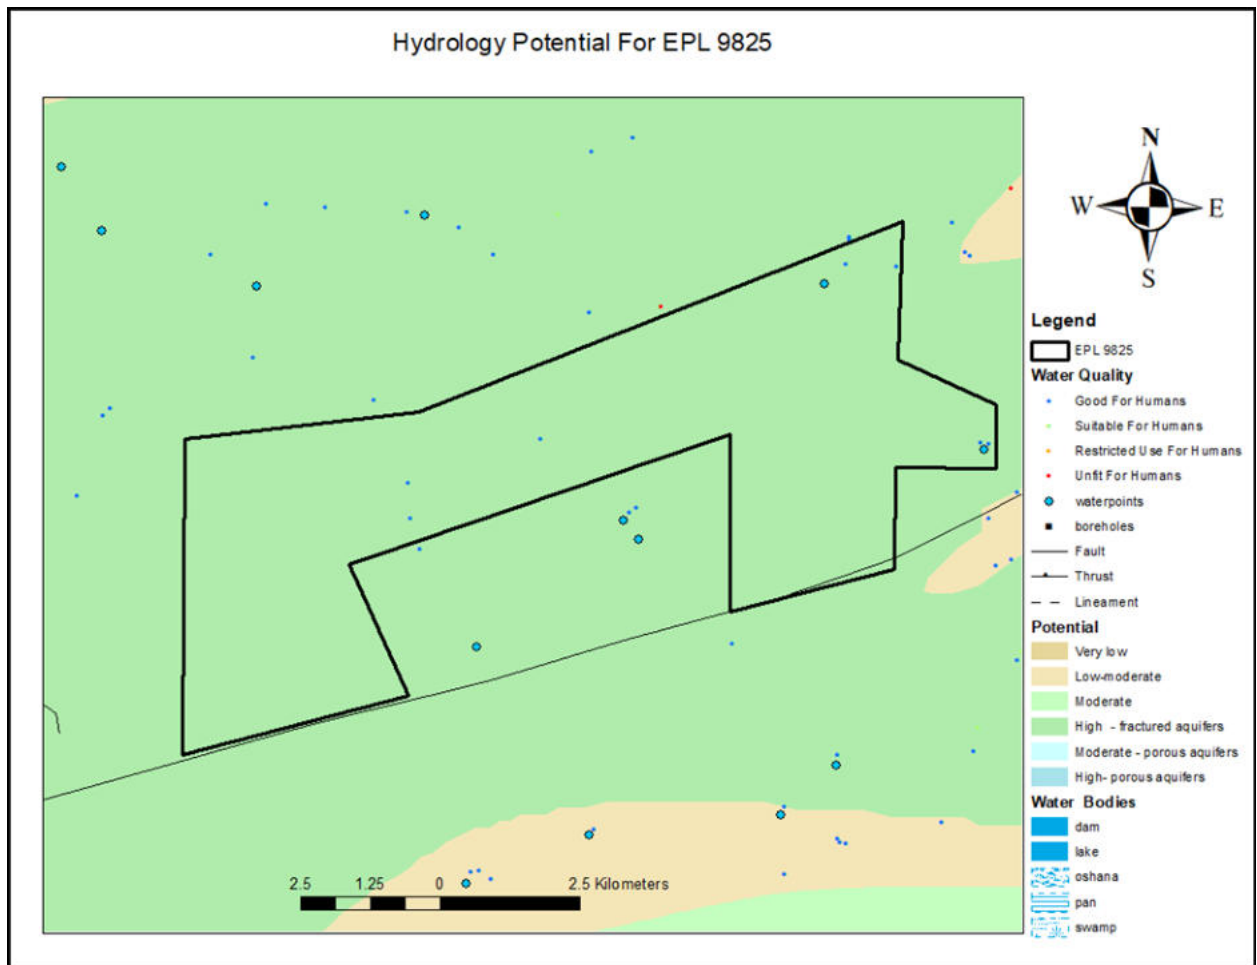 Hydrology Potential For EPL 9825
N
W E
S
Legend
EPL 9825
Water Quality
Good For Humans
Suitable For Humans
Restricted Use For Humans
Unfit For Humans
waterpoints
boreholes
Fault
Thrust
Lineament
Potential
Very low
Low-moderate
Moderate
High - fractured aquifers
Moderate - porous aquifers
High- porous aquifers
Water Bodies
dam
lake
oshana
pan
swamp
2.5 1.25 0 2.5 Kilometers